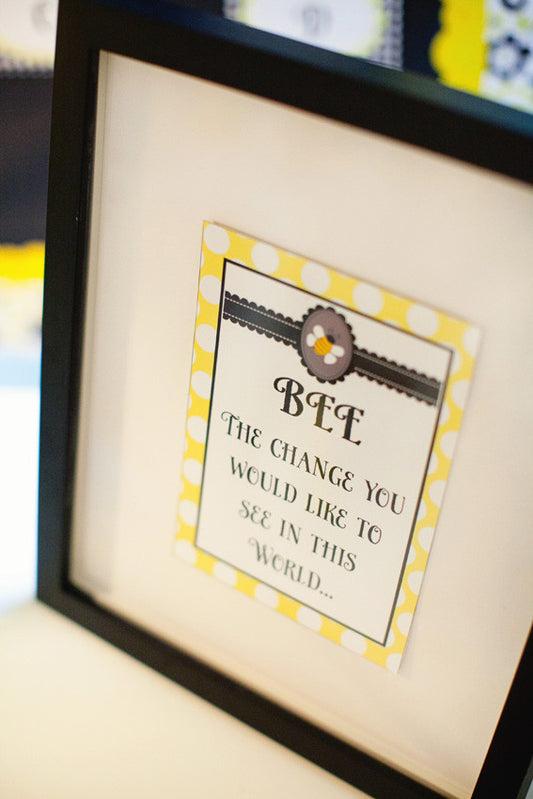 BEE
THE CHANGE YOU
WOULD LIKE TO
SEE IN THIS
WORLD...